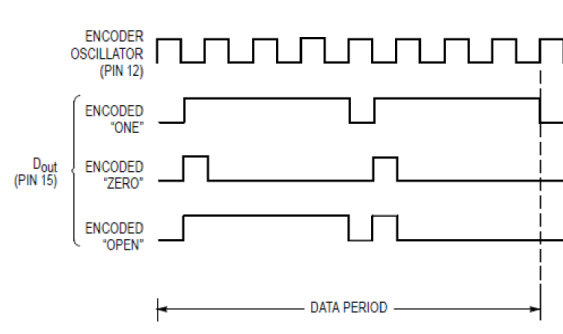 ENCODER
OSCILLATOR
(PIN 12)
ENCODED
“ONE”
Dout
(PIN 15)
ENCODED
“ZERO”
ENCODED
“OPEN”
DATA PERIOD